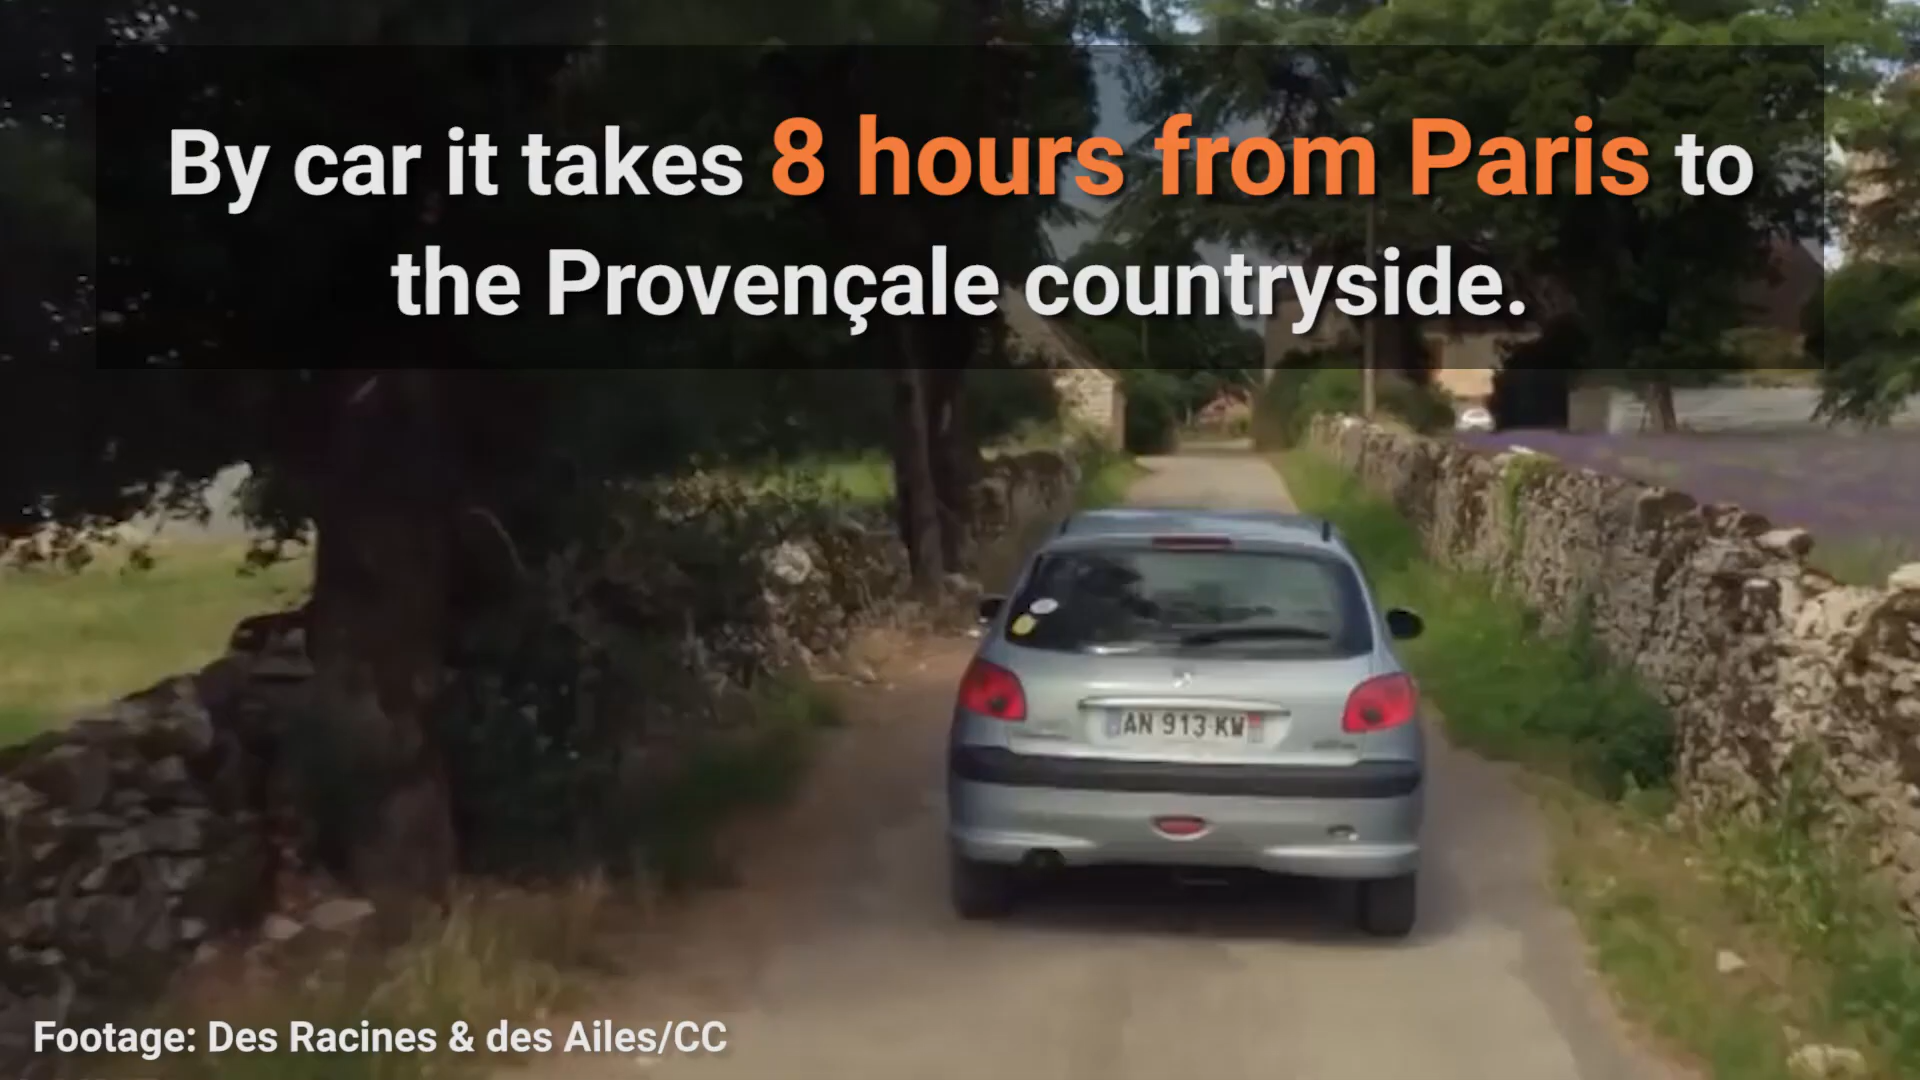 By car it takes 8 hours from Paris to
the Provençale countryside.
AN 913 KW
Footage: Des Racines & des Ailes/CC